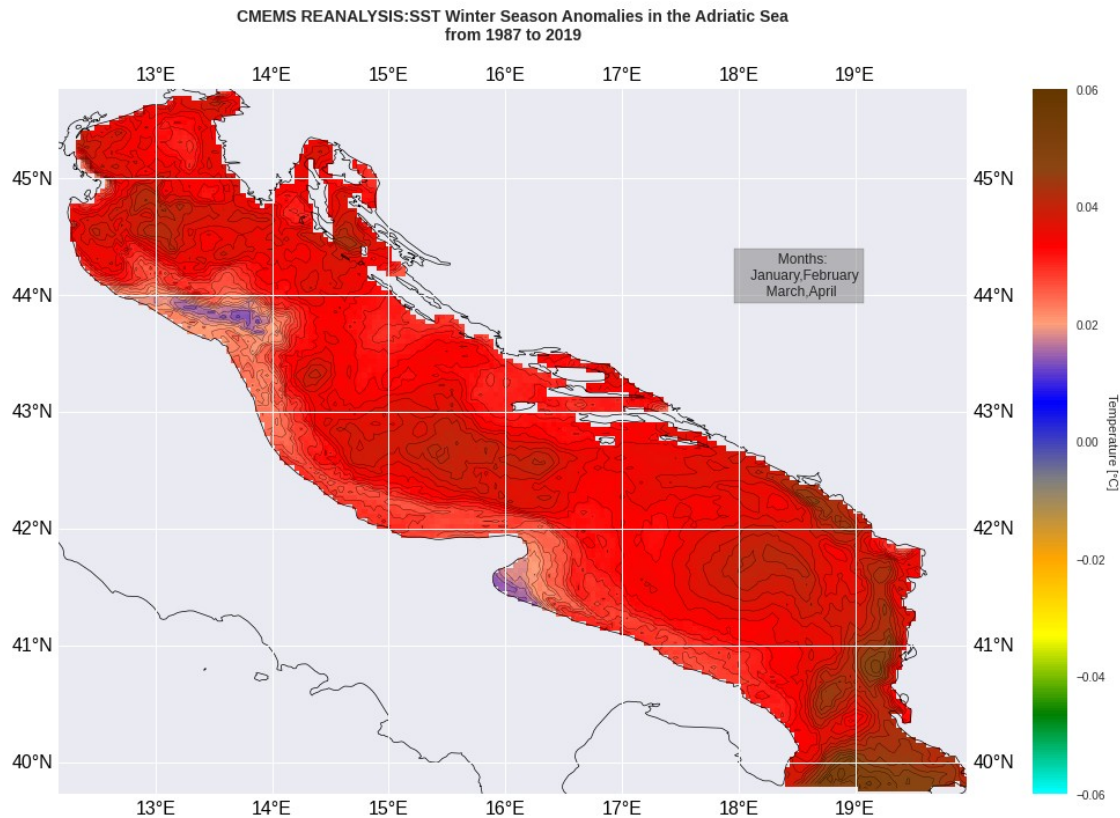 CMEMS REANALYSIS:SST Winter Season Anomalies in the Adriatic Sea
from 1987 to 2019
13°E 14°E 15°E 16°E 17°E 18°E 19°E
45°N 45°N
44°N 44°N
43°N 43°N
42°N 42°N
41°N 41°N
40°N 40°N
13°E 14°E 15°E 16°E 17°E 18°E 19°E
Months:
January,February
March,April
0.06
0.04
0.02
0.00
−0.02
−0.04
−0.06
Temperature [°C]